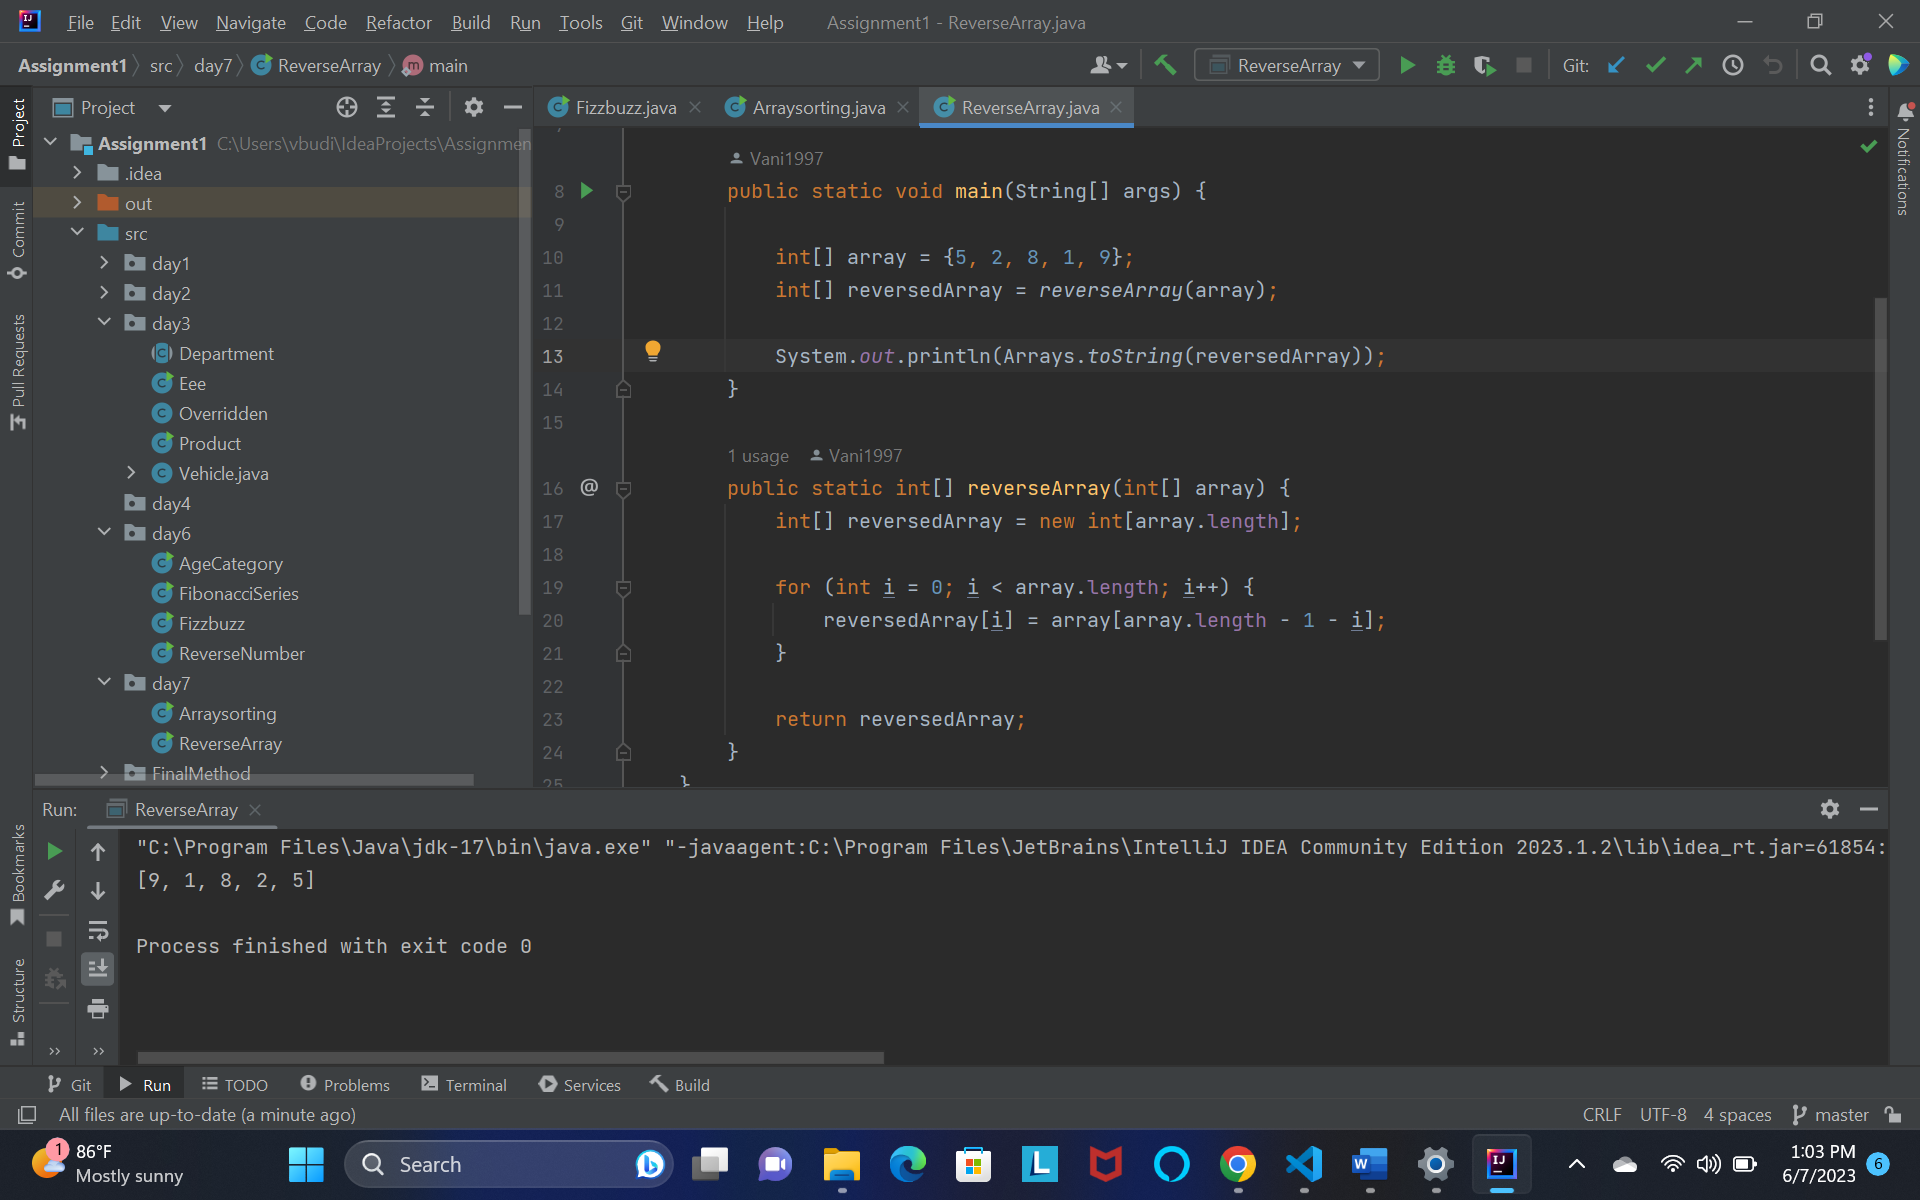 File Edit View Navigate Code Refactor Build Run Tools Git Window Help Assignment1 - ReverseArray.java
Assignment1 src day7 ReverseArray main ReverseArray Git:
Project
Fizzbuzz.java Arraysorting.java ReverseArray.java
Project
Commit
Pull Requests
Bookmarks
Structure
Notifications
Assignment1 C:\Users\vbudi\IdeaProjects\Assignmen
.idea
out
src
day1
day2
day3
Department
Eee
Overridden
Product
Vehicle.java
day4
day6
AgeCategory
FibonacciSeries
Fizzbuzz
ReverseNumber
day7
Arraysorting
ReverseArray
FinalMethod
Vani1997
8 public static void main(String[] args) {
9
10 int[] array = {5, 2, 8, 1, 9};
11 int[] reversedArray = reverseArray(array);
12
13 System.out.println(Arrays.toString(reversedArray));
14 }
15
1 usage Vani1997
16 @ public static int[] reverseArray(int[] array) {
17 int[] reversedArray = new int[array.length];
18
19 for (int i = 0; i < array.length; i++) {
20 reversedArray[i] = array[array.length - 1 - i];
21 }
22
23 return reversedArray;
24 }
25 }
Run: ReverseArray
"C:\Program Files\Java\jdk-17\bin\java.exe" "-javaagent:C:\Program Files\JetBrains\IntelliJ IDEA Community Edition 2023.1.2\lib\idea_rt.jar=61854:
[9, 1, 8, 2, 5]
Process finished with exit code 0
Git Run TODO Problems Terminal Services Build
All files are up-to-date (a minute ago) CRLF UTF-8 4 spaces master
1 86°F
Mostly sunny
Search
1:03 PM
6/7/2023
6